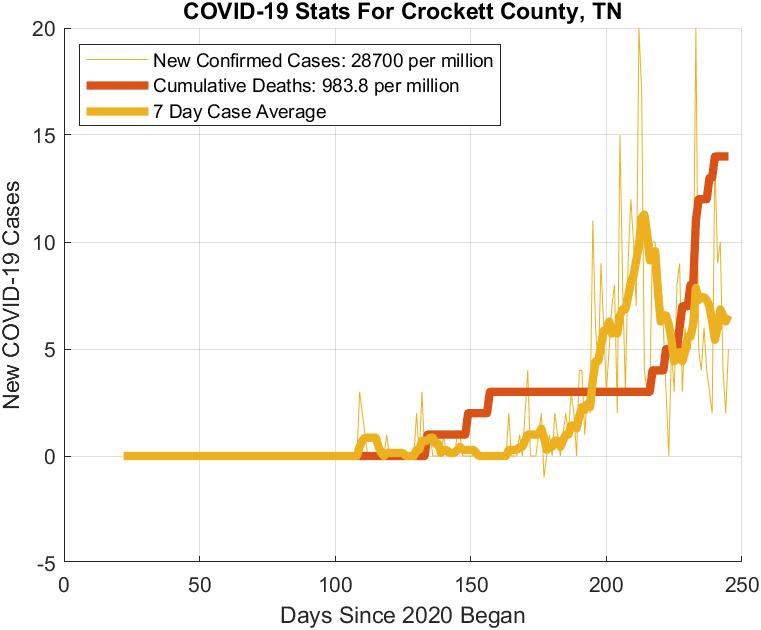 COVID-19 Stats For Crockett County, TN
20
15
10
5
0
-5
New COVID-19 Cases
New Confirmed Cases: 28700 per million
Cumulative Deaths: 983.8 per million
7 Day Case Average
0 50 100 150 200 250
Days Since 2020 Began